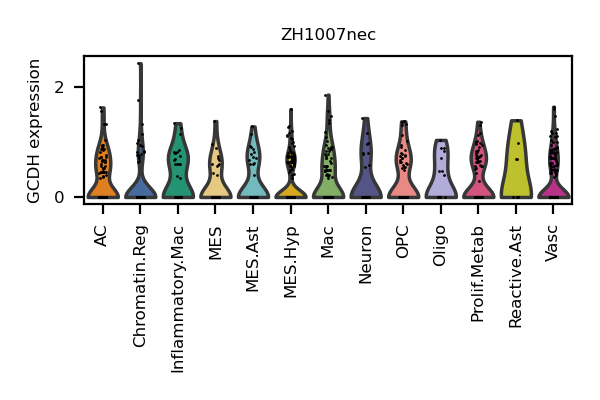 ZH1007nec
GCDH expression
2
0
AC
Chromatin.Reg
Inflammatory.Mac
MES
MES.Ast
MES.Hyp
Mac
Neuron
OPC
Oligo
Prolif.Metab
Reactive.Ast
Vasc